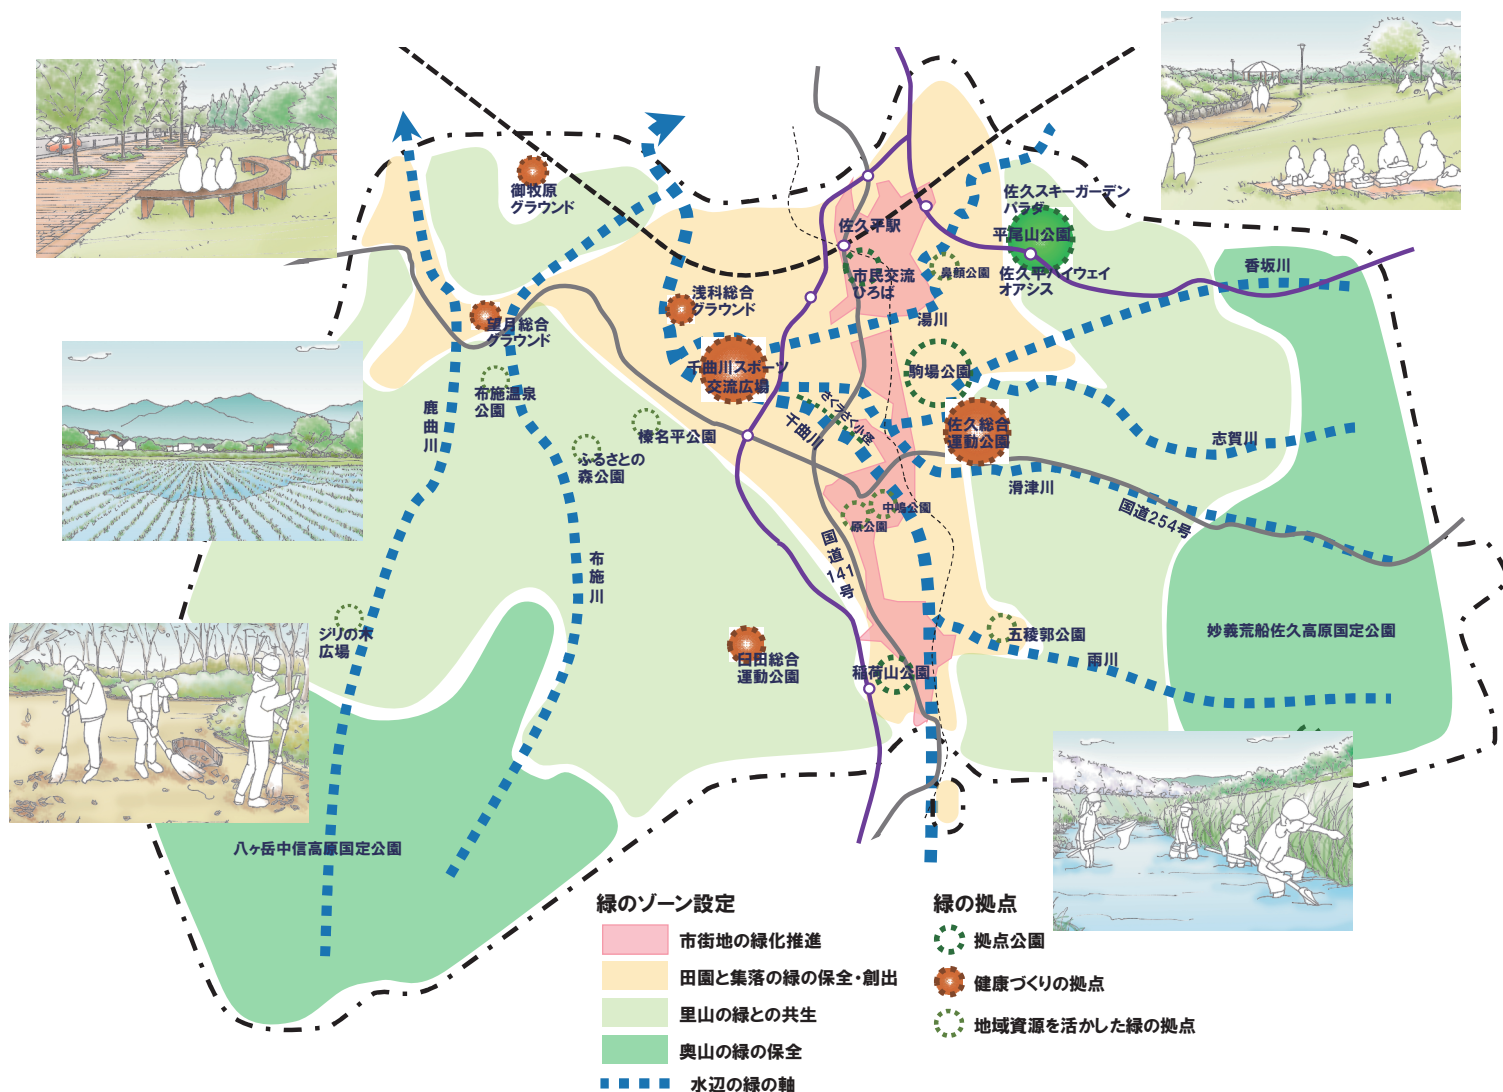 御牧原
グラウンド
佐久平駅
佐久スキーガーデン
パラダ
平尾山公園
佐久平ハイウェイ
オアシス
香坂川
市民交流
ひろば
鼻顔公園
浅科総合
グラウンド
湯川
望月総合
グラウンド
千曲川スポーツ
交流広場
駒場公園
布施温泉
公園
鹿曲川
榛名平公園
さくラさく小径
千曲川
佐久総合
運動公園
志賀川
ふるさとの
森公園
滑津川
国道254号
中嶋公園
原公園
国道141号
布施川
ジリの木
広場
臼田総合
運動公園
稲荷山公園
五稜郭公園
雨川
妙義荒船佐久高原国定公園
八ヶ岳中信高原国定公園
緑のゾーン設定
市街地の緑化推進
田園と集落の緑の保全・創出
里山の緑との共生
奥山の緑の保全
水辺の緑の軸
緑の拠点
拠点公園
健康づくりの拠点
地域資源を活かした緑の拠点